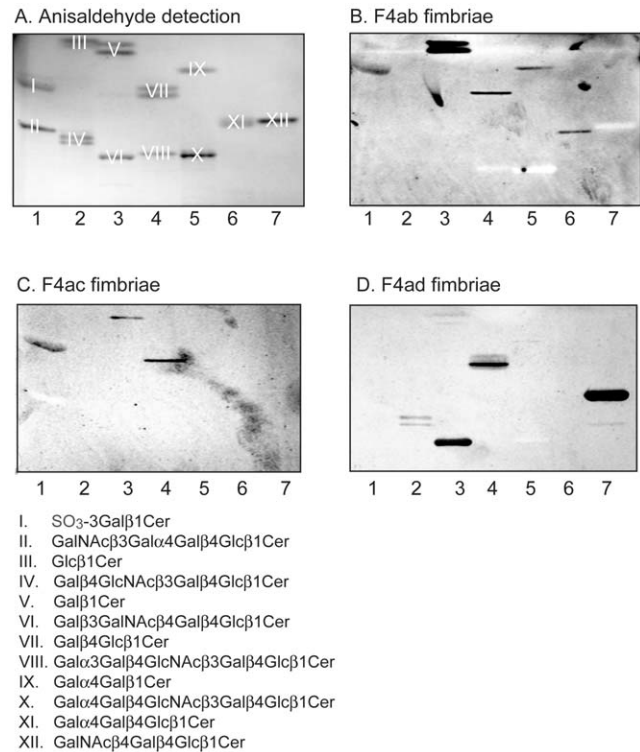 A. Anisaldehyde detection
I
II
III
IV
V
VI
VII
VIII
IX
X
XI
XII
1 2 3 4 5 6 7
B. F4ab fimbriae
1 2 3 4 5 6 7
C. F4ac fimbriae
1 2 3 4 5 6 7
D. F4ad fimbriae
1 2 3 4 5 6 7
I. SO₃-3Galβ1Cer
II. GalNAcβ3Galα4Galβ4Glcβ1Cer
III. Glcβ1Cer
IV. Galβ4GlcNAcβ3Galβ4Glcβ1Cer
V. Galβ1Cer
VI. Galβ3GalNAcβ4Galβ4Glcβ1Cer
VII. Galβ4Glcβ1Cer
VIII. Galα3Galβ4GlcNAcβ3Galβ4Glcβ1Cer
IX. Galα4Galβ1Cer
X. Galα4Galβ4GlcNAcβ3Galβ4Glcβ1Cer
XI. Galα4Galβ4Glcβ1Cer
XII. GalNAcβ4Galβ4Glcβ1Cer